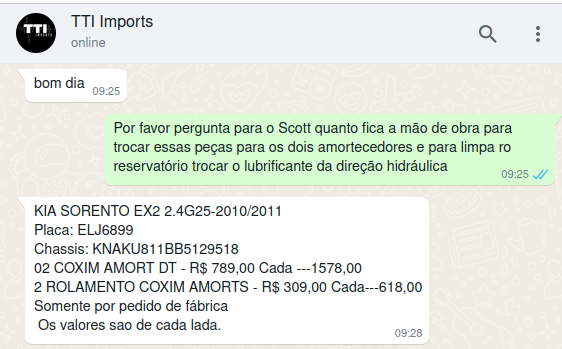 TTI Imports
TTI
IMPORTS
online
bom dia
09:25
Por favor pergunta para o Scott quanto fica a mão de obra para
trocar essas peças para os dois amortecedores e para limpa ro
reservatório trocar o lubrificante da direção hidráulica
09:25
KIA SORENTO EX2 2.4G25-2010/2011
Placa: ELJ6899
Chassis: KNAKU811BB5129518
02 COXIM AMORT DT - R$ 789,00 Cada ---1578,00
2 ROLAMENTO COXIM AMORTS - R$ 309,00 Cada---618,00
Somente por pedido de fábrica
Os valores sao de cada lada.
09:28